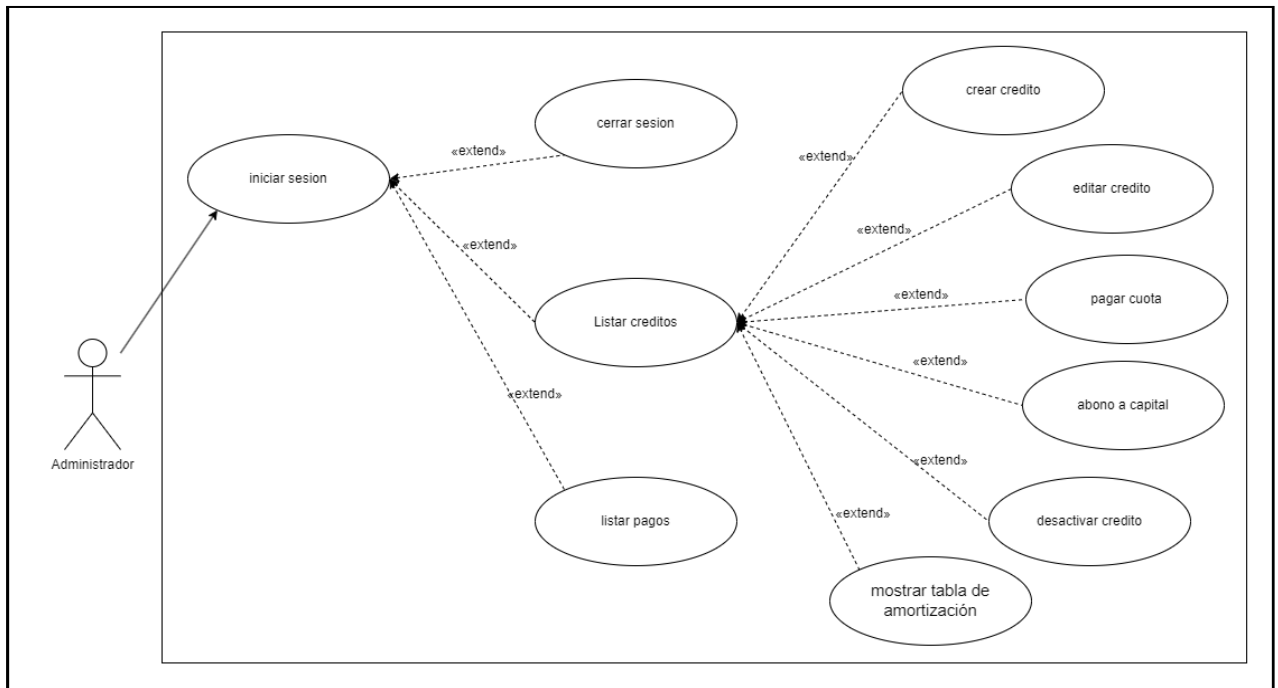 crear credito
cerrar sesion
«extend»
«extend»
iniciar sesion
editar credito
«extend»
«extend»
«extend»
pagar cuota
Listar creditos
«extend»
«extend»
abono a capital
Administrador
«extend»
«extend»
listar pagos
desactivar credito
mostrar tabla de
amortización